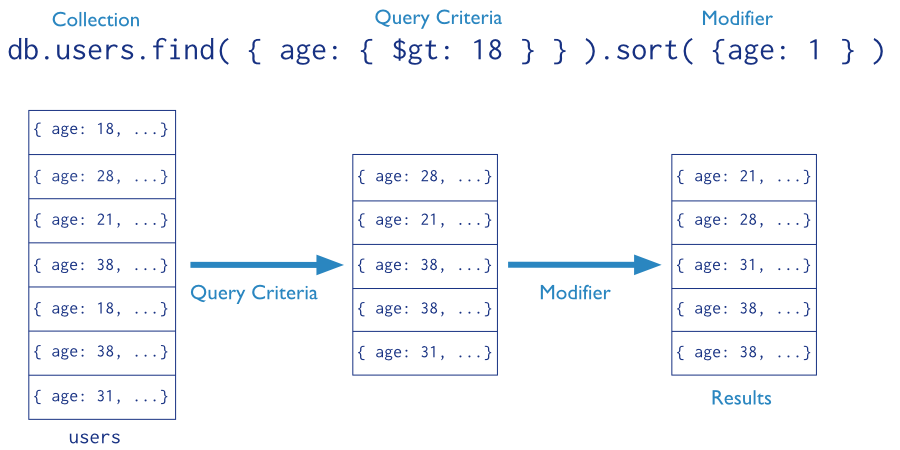 Collection Query Criteria Modifier
db.users.find( { age: { $gt: 18 } } ).sort( {age: 1 } )
{ age: 18, ...}
{ age: 28, ...}
{ age: 21, ...}
{ age: 38, ...}
{ age: 18, ...}
{ age: 38, ...}
{ age: 31, ...}
users
Query Criteria
{ age: 28, ...}
{ age: 21, ...}
{ age: 38, ...}
{ age: 38, ...}
{ age: 31, ...}
Modifier
{ age: 21, ...}
{ age: 28, ...}
{ age: 31, ...}
{ age: 38, ...}
{ age: 38, ...}
Results